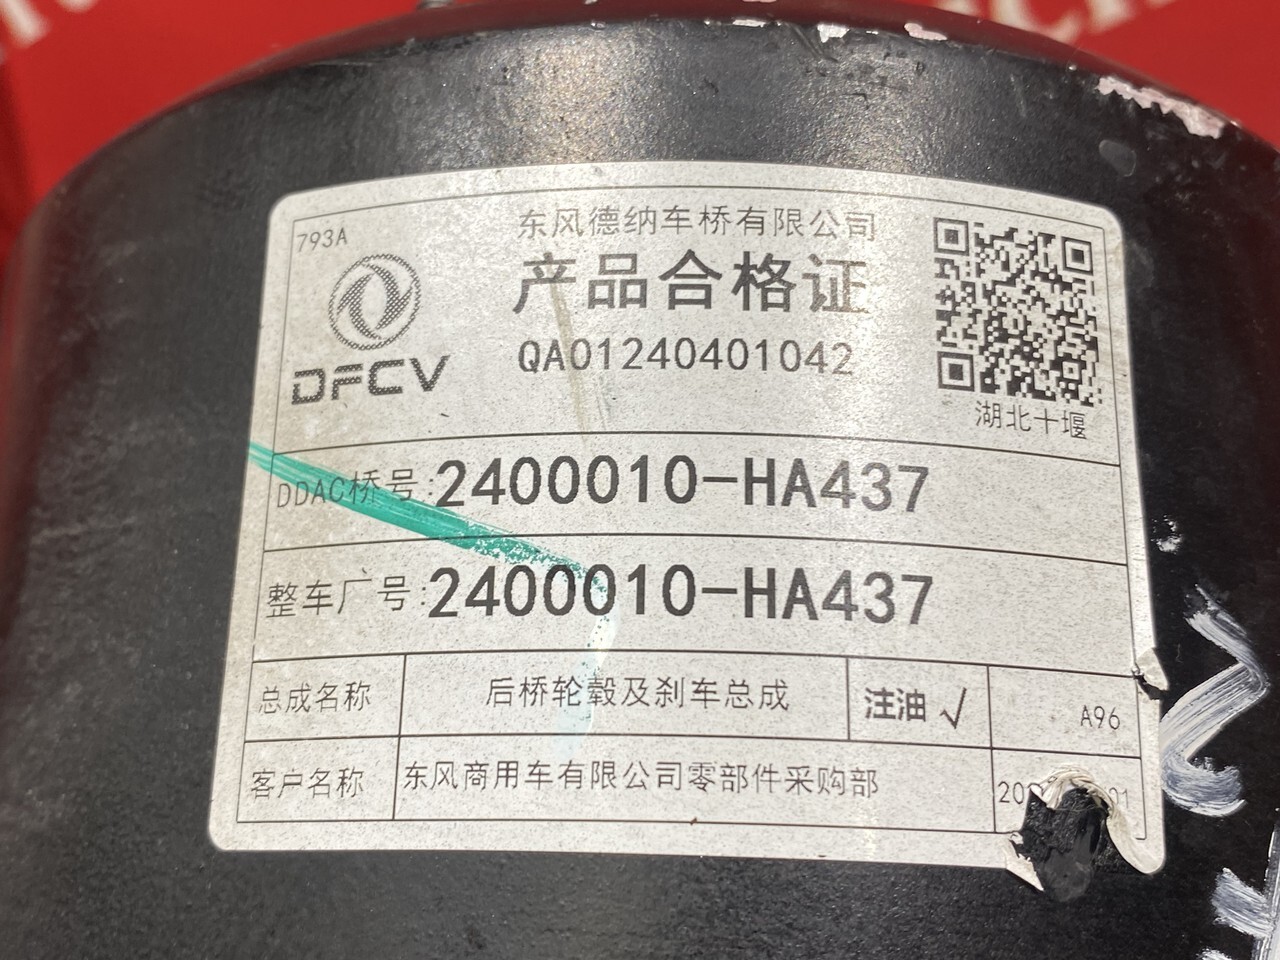 793A
东风德纳车桥有限公司
产品合格证
QA01240401042
DFCV
湖北十堰
DDAC桥号:2400010-HA437
整车厂号:2400010-HA437
总成名称 后桥轮毂及刹车总成 注油 √ A96
客户名称 东风商用车有限公司零部件采购部